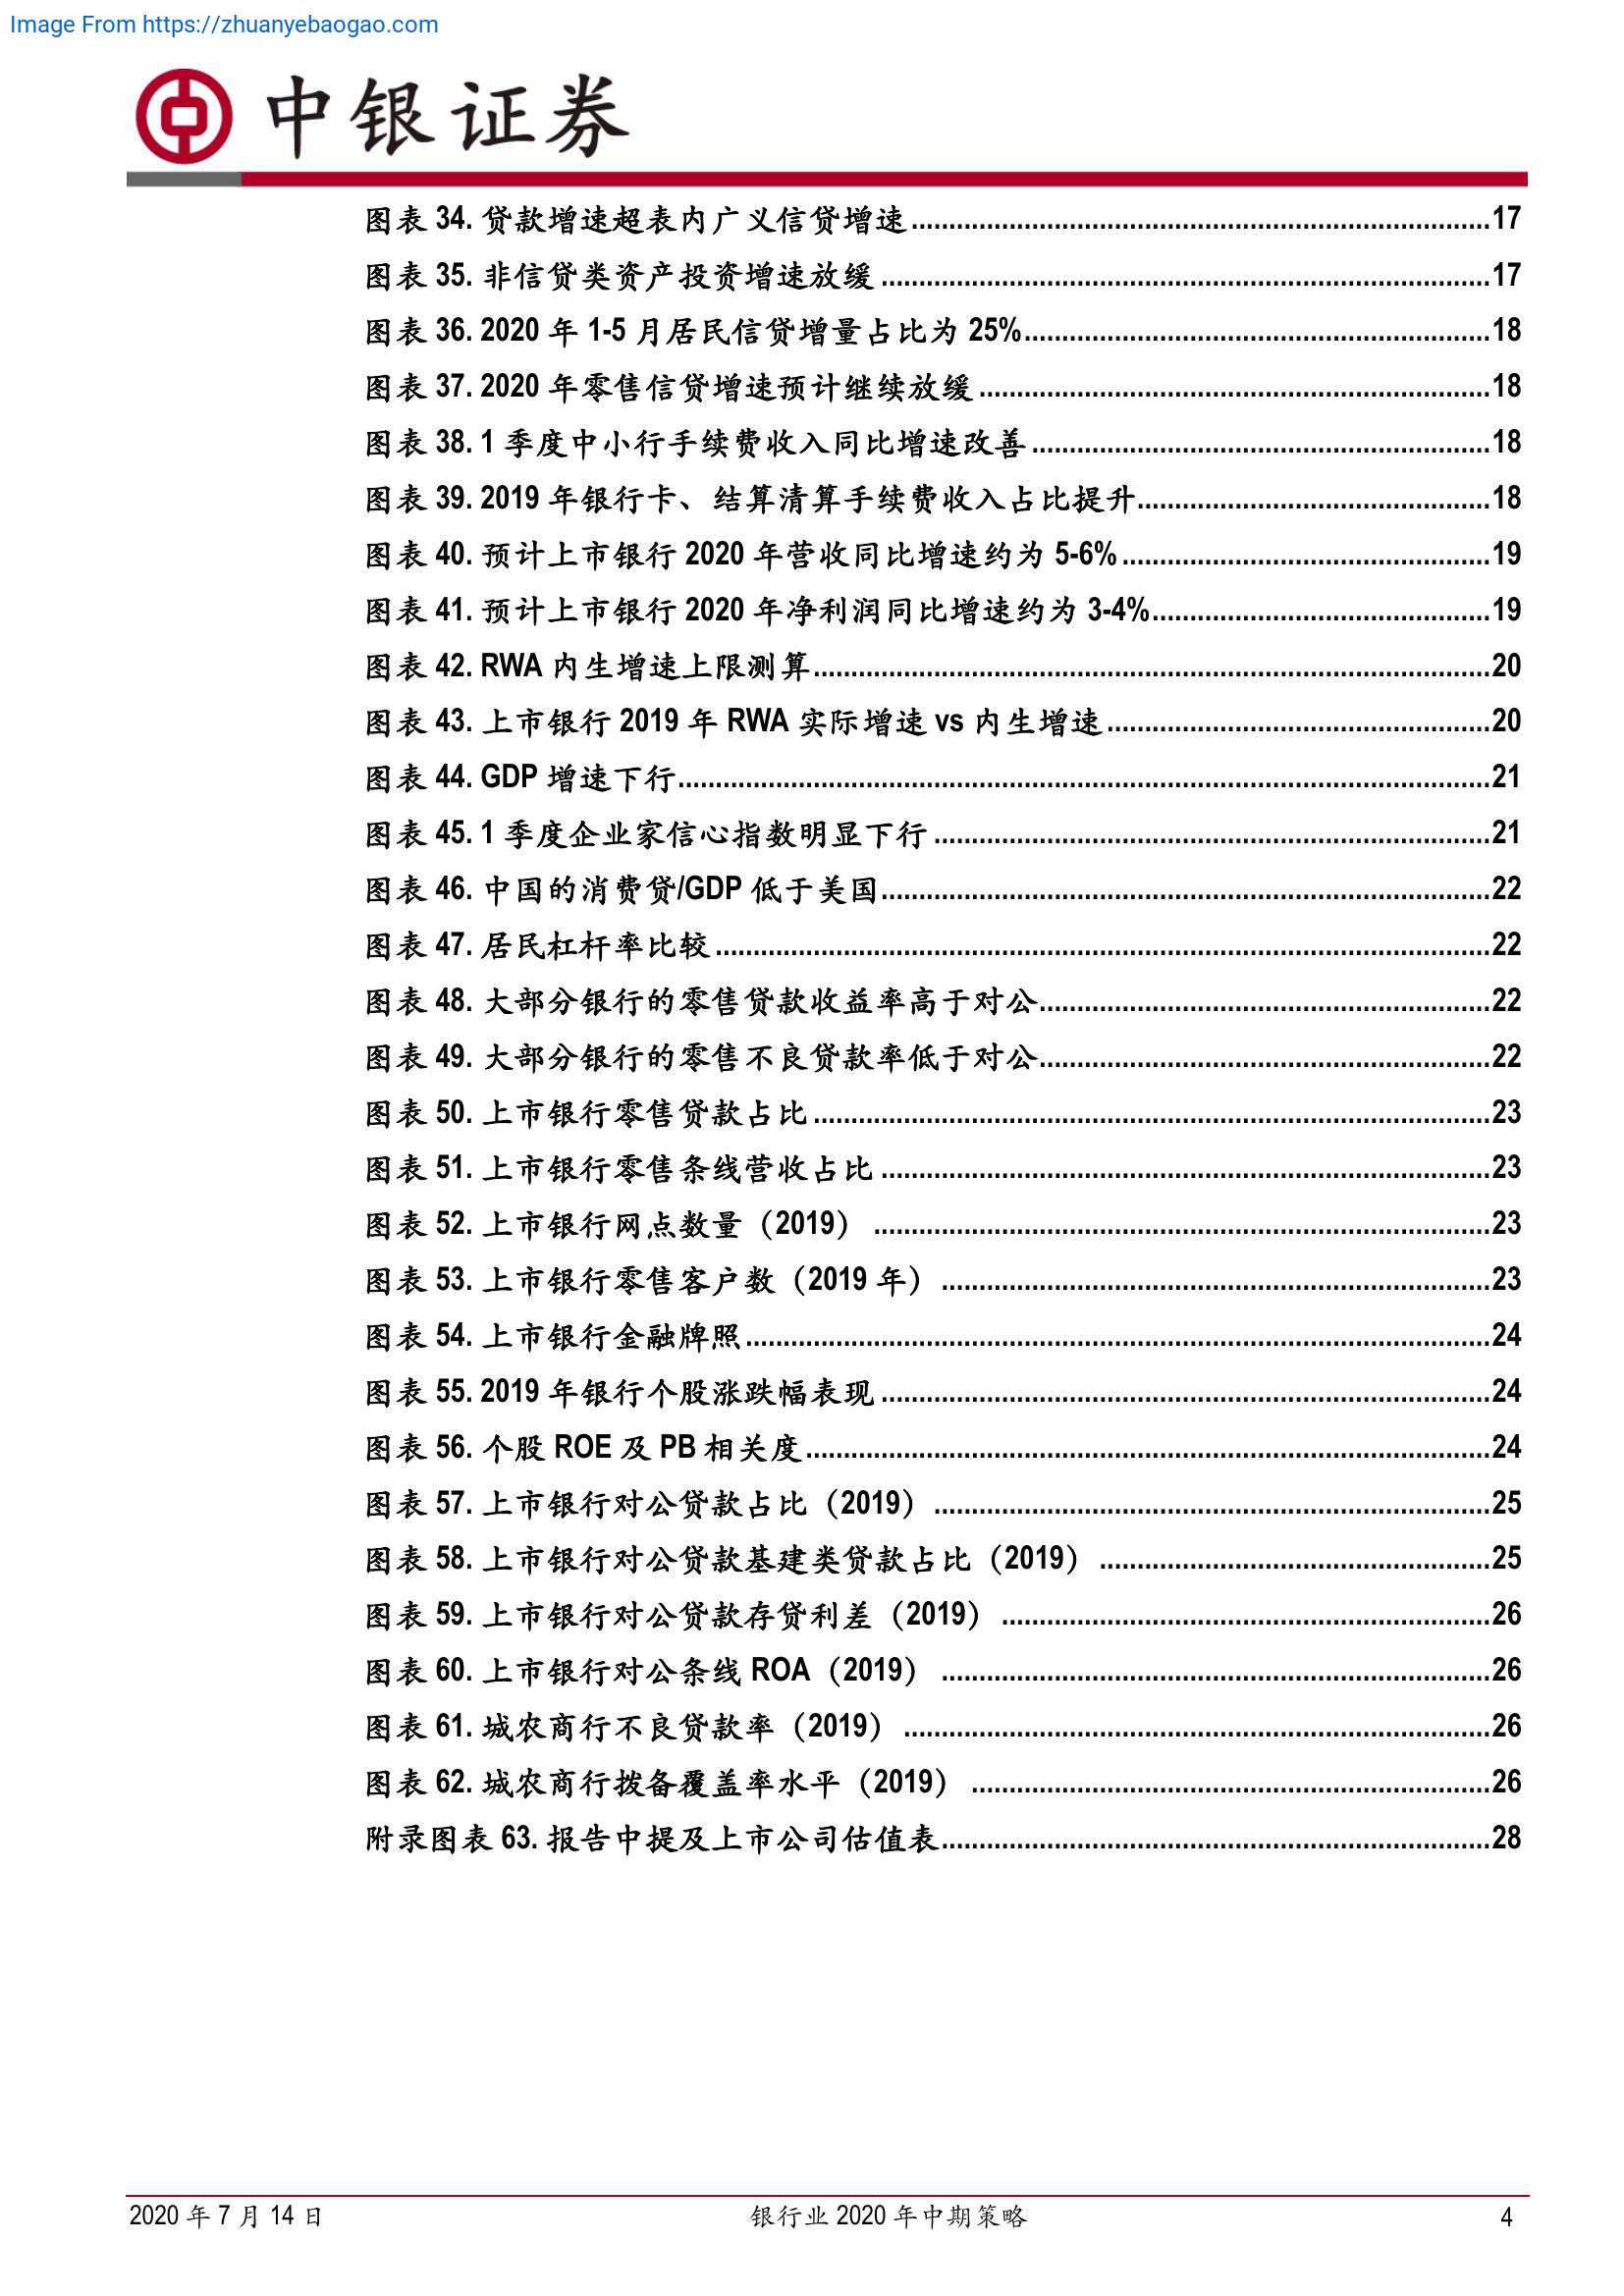 Image From https://zhuanyebaogao.com
中银证券
图表 34. 贷款增速超表内广义信贷增速........................................17
图表 35. 非信贷类资产投资增速放缓........................................17
图表 36. 2020 年 1-5 月居民信贷增量占比为 25%........................................18
图表 37. 2020 年零售信贷增速预计继续放缓........................................18
图表 38. 1 季度中小行手续费收入同比增速改善........................................18
图表 39. 2019 年银行卡、结算清算手续费收入占比提升........................................18
图表 40. 预计上市银行 2020 年营收同比增速约为 5-6%........................................19
图表 41. 预计上市银行 2020 年净利润同比增速约为 3-4%........................................19
图表 42. RWA 内生增速上限测算........................................20
图表 43. 上市银行 2019 年 RWA 实际增速 vs 内生增速........................................20
图表 44. GDP 增速下行........................................21
图表 45. 1 季度企业家信心指数明显下行........................................21
图表 46. 中国的消费贷/GDP 低于美国........................................22
图表 47. 居民杠杆率比较........................................22
图表 48. 大部分银行的零售贷款收益率高于对公........................................22
图表 49. 大部分银行的零售不良贷款率低于对公........................................22
图表 50. 上市银行零售贷款占比........................................23
图表 51. 上市银行零售条线营收占比........................................23
图表 52. 上市银行网点数量（2019）........................................23
图表 53. 上市银行零售客户数（2019 年）........................................23
图表 54. 上市银行金融牌照........................................24
图表 55. 2019 年银行个股涨跌幅表现........................................24
图表 56. 个股 ROE 及 PB 相关度........................................24
图表 57. 上市银行对公贷款占比（2019）........................................25
图表 58. 上市银行对公贷款基建类贷款占比（2019）........................................25
图表 59. 上市银行对公贷款存贷利差（2019）........................................26
图表 60. 上市银行对公条线 ROA（2019）........................................26
图表 61. 城农商行不良贷款率（2019）........................................26
图表 62. 城农商行拨备覆盖率水平（2019）........................................26
附录图表 63. 报告中提及上市公司估值表........................................28
2020 年 7 月 14 日 银行业 2020 年中期策略 4